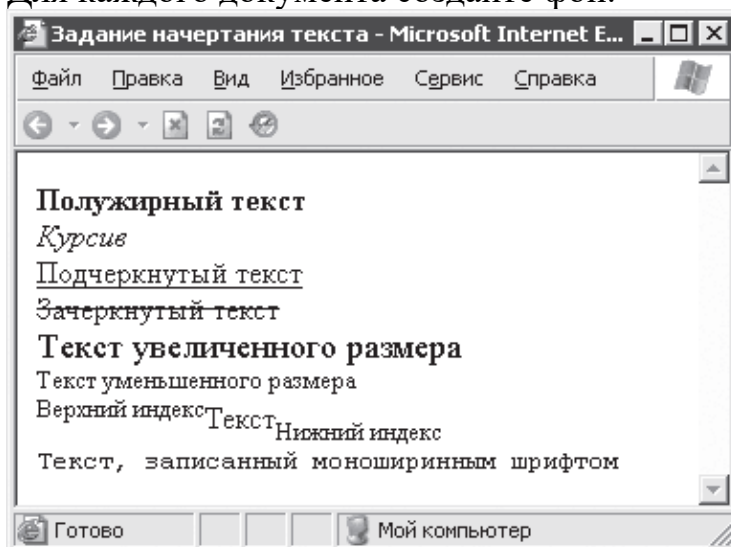 Для каждого документа создайте фон.
Задание начертания текста - Microsoft Internet E...
Файл Правка Вид Избранное Сервис Справка
Полужирный текст
Курсив
Подчеркнутый текст
Зачеркнутый текст
Текст увеличенного размера
Текст уменьшенного размера
Верхний индексТекстНижний индекс
Текст, записанный моноширинным шрифтом
Готово Мой компьютер